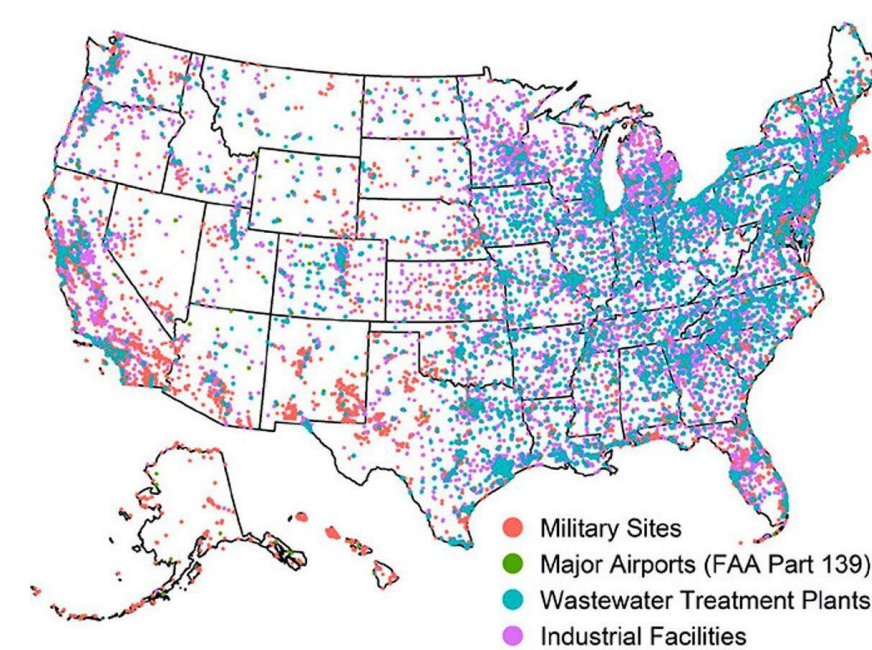 Military Sites
Major Airports (FAA Part 139)
Wastewater Treatment Plants
Industrial Facilities